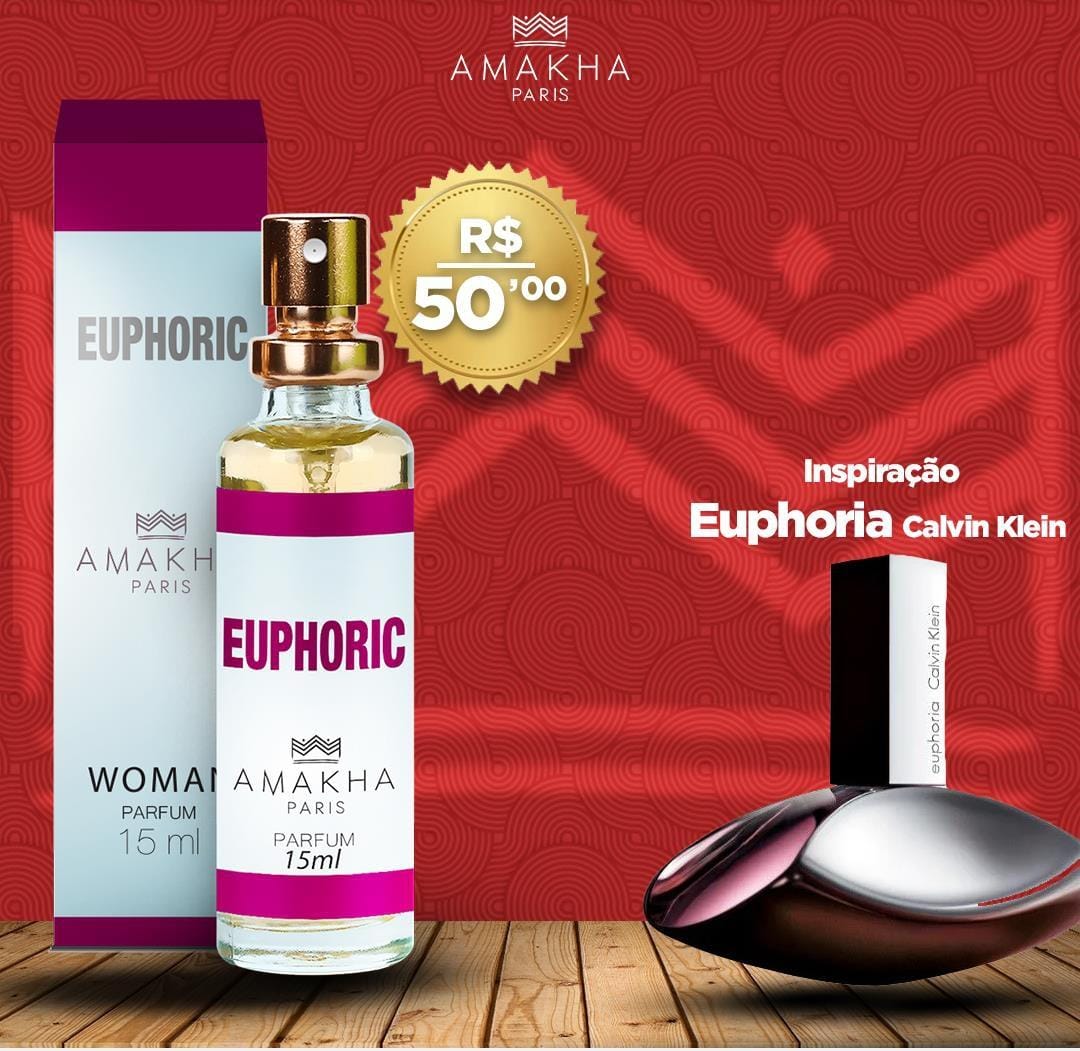 AMAKHA
PARIS
R$
50,00
EUPHORIC
AMAKH
PARIS
WOMAN
PARFUM
15 ml
EUPHORIC
AMAKHA
PARIS
PARFUM
15ml
Inspiração
Euphoria Calvin Klein
euphoria Calvin Klein